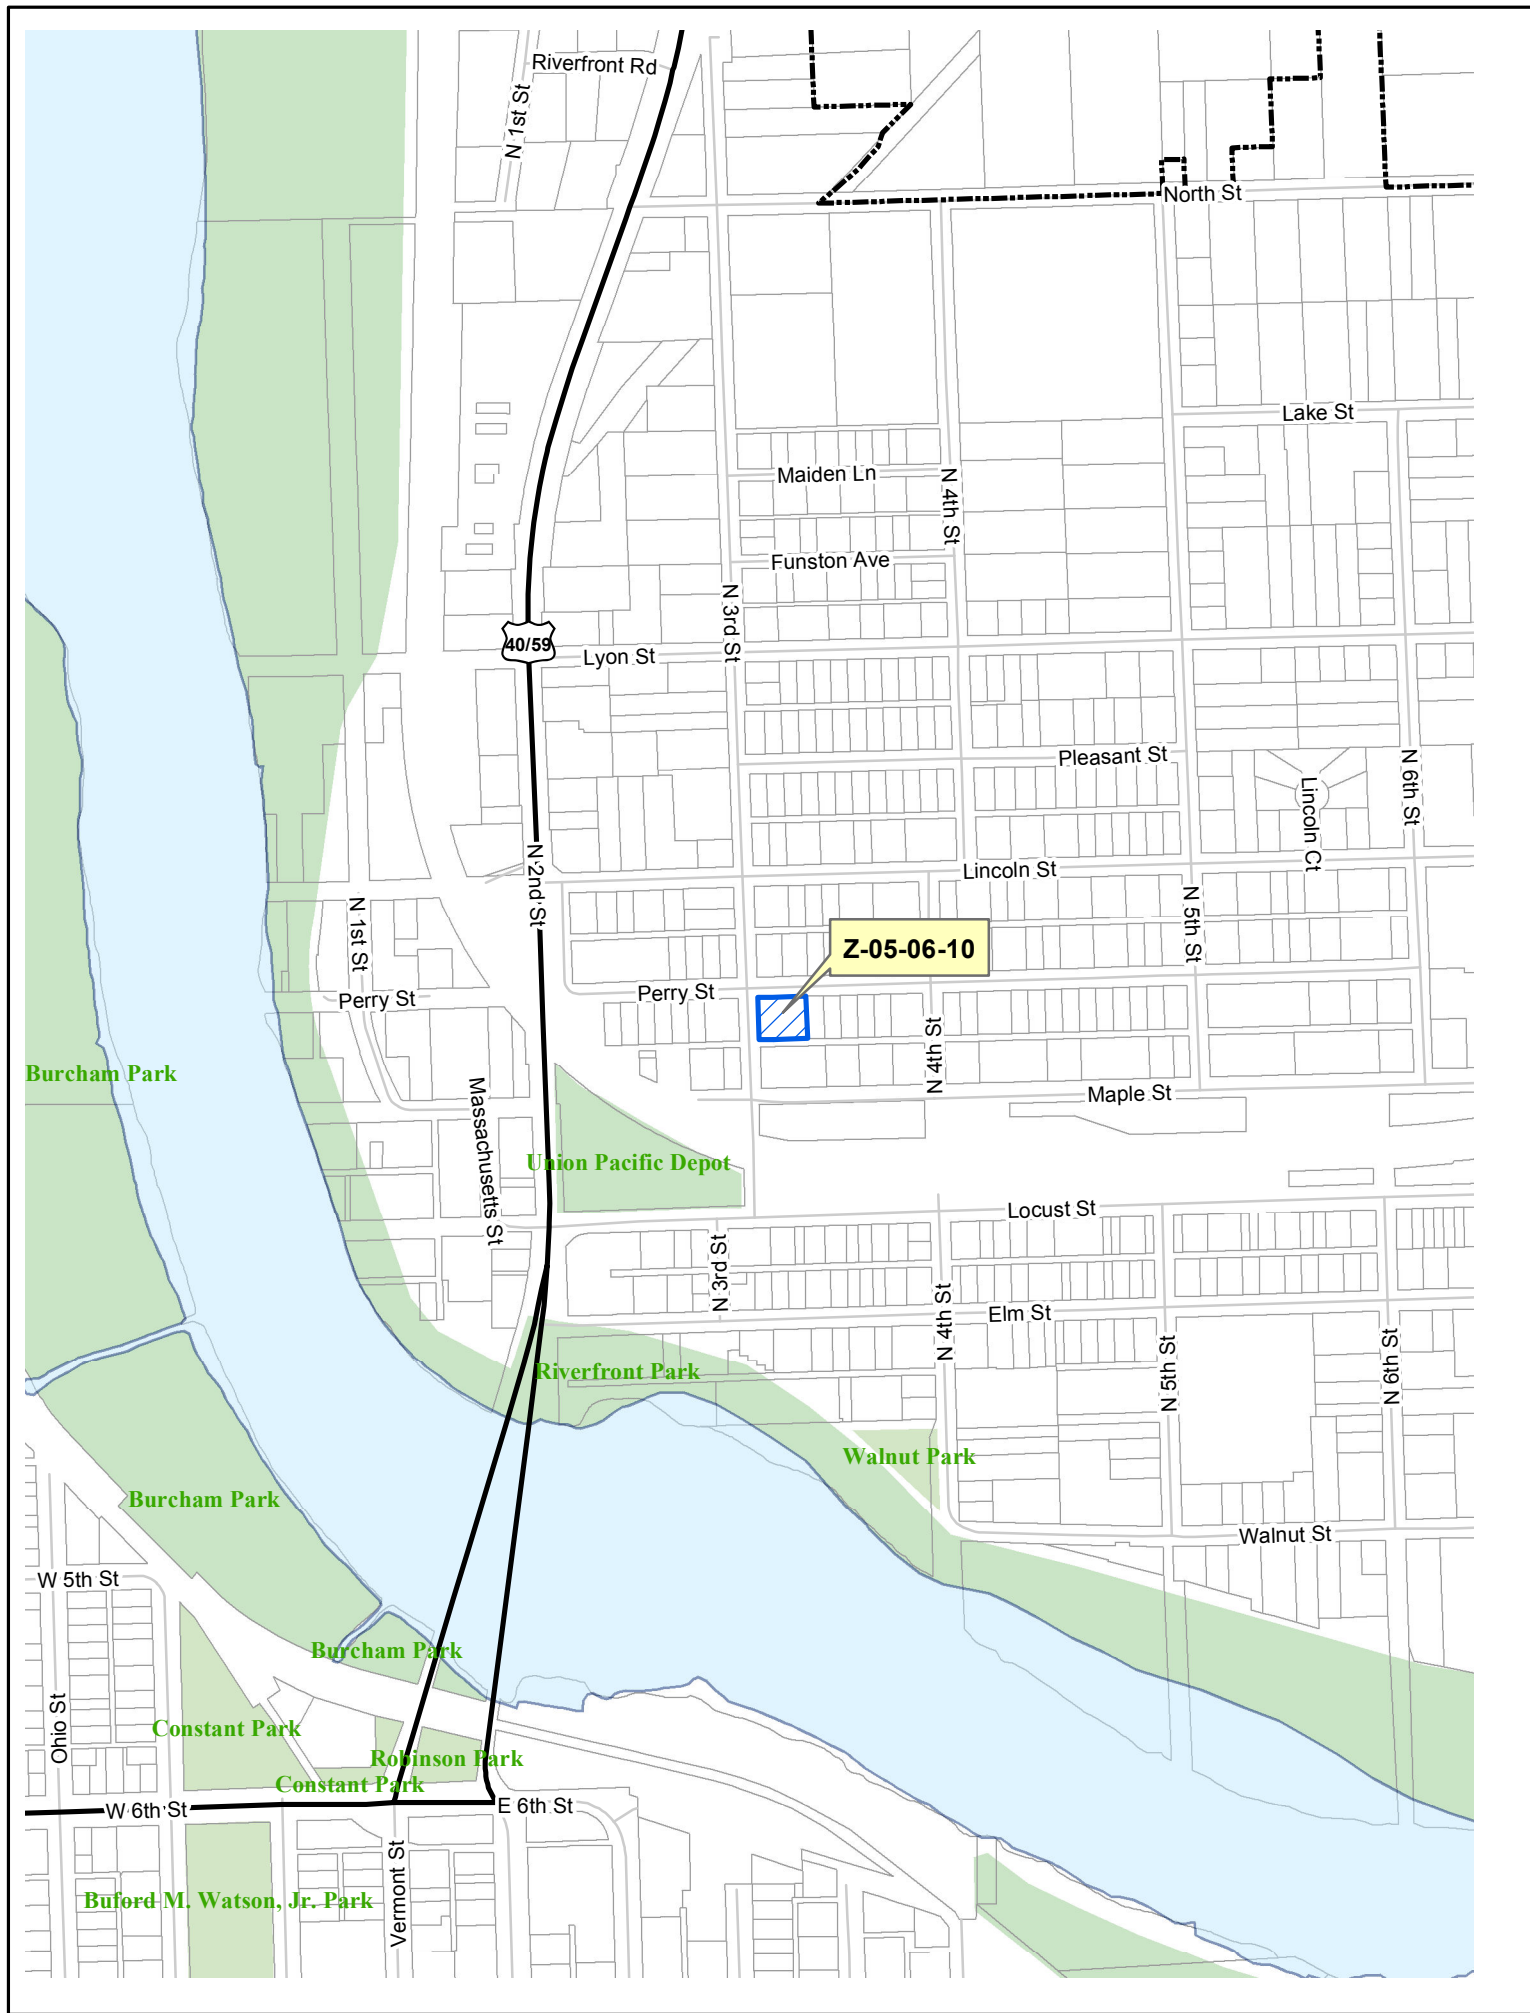 Riverfront Rd
N 1st St
North St
Lake St
Maiden Ln
N 4th St
Funston Ave
N 3rd St
40/59
Lyon St
Pleasant St
N 6th St
Lincoln Ct
N 2nd St
Lincoln St
N 5th St
N 1st St
Z-05-06-10
Perry St
Perry St
N 4th St
Burcham Park
Maple St
Massachusetts St
Union Pacific Depot
Locust St
N 3rd St
N 4th St
Elm St
N 5th St
N 6th St
Riverfront Park
Walnut Park
Burcham Park
Walnut St
W 5th St
Burcham Park
Ohio St
Constant Park
Robinson Park
Constant Park
W 6th St
E 6th St
Vermont St
Buford M. Watson, Jr. Park